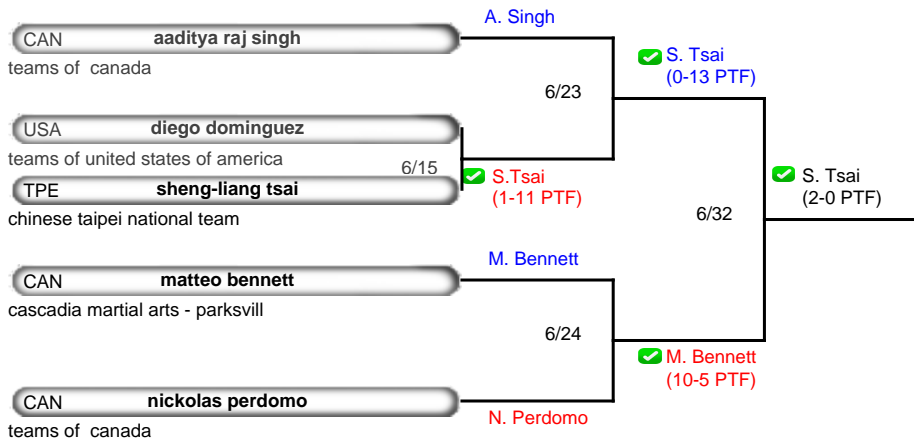 A. Singh
CAN aaditya raj singh
teams of  canada
S. Tsai
(0-13 PTF)
6/23
USA diego dominguez
teams of united states of america
6/15
TPE sheng-liang tsai
S.Tsai
(1-11 PTF)
chinese taipei national team
S. Tsai
(2-0 PTF)
6/32
M. Bennett
CAN matteo bennett
cascadia martial arts - parksvill
6/24
M. Bennett
(10-5 PTF)
CAN nickolas perdomo
N. Perdomo
teams of  canada